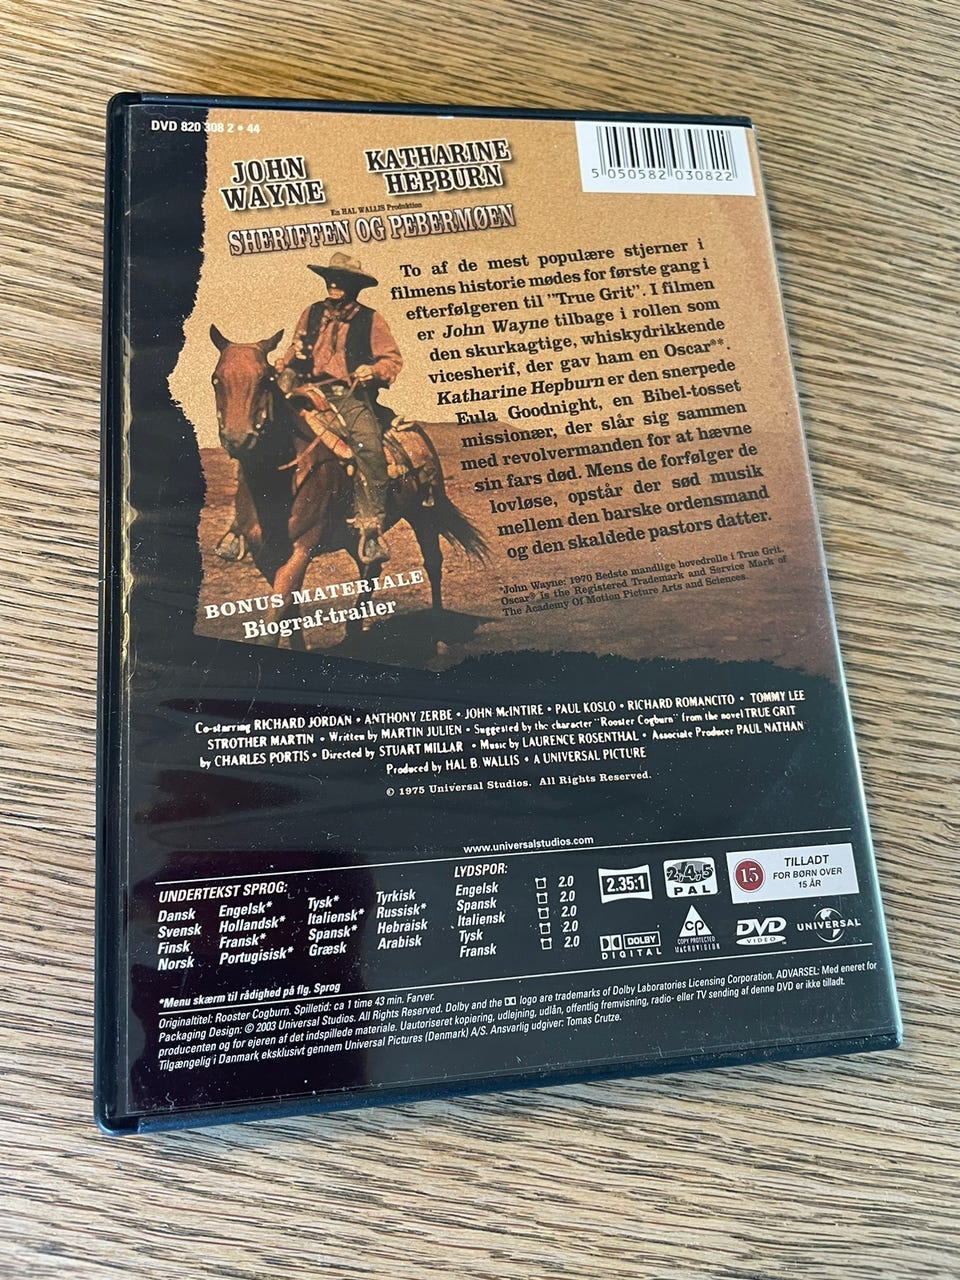 DVD 820 308 2 • 44
JOHN
WAYNE
KATHARINE
HEPBURN
5 050582 030822
En HAL WALLIS Produktion
SHERIFFEN OG PEBERMØEN
To af de mest populære stjerner i
filmens historie mødes for første gang i
efterfølgeren til "True Grit". I filmen
er John Wayne tilbage i rollen som
den skurkagtige, whiskydrikkende
vicesherif, der gav ham en Oscar®*.
Katharine Hepburn er den snerpede
Eula Goodnight, en Bibel-tosset
missionær, der slår sig sammen
med revolvermanden for at hævne
sin fars død. Mens de forfølger de
lovløse, opstår der sød musik
mellem den barske ordensmand
og den skaldede pastors datter.
*John Wayne: 1970 Bedste mandlige hovedrolle i True Grit.
Oscar® is the Registered Trademark and Service Mark of
The Academy Of Motion Picture Arts and Sciences.
BONUS MATERIALE
Biograf-trailer
Co-starring RICHARD JORDAN • ANTHONY ZERBE • JOHN McINTIRE • PAUL KOSLO • RICHARD ROMANCITO • TOMMY LEE
STROTHER MARTIN • Written by MARTIN JULIEN • Suggested by the character "Rooster Cogburn" from the novel TRUE GRIT
by CHARLES PORTIS • Directed by STUART MILLAR • Music by LAURENCE ROSENTHAL • Associate Producer PAUL NATHAN
Produced by HAL B. WALLIS • A UNIVERSAL PICTURE
© 1975 Universal Studios. All Rights Reserved.
www.universalstudios.com
UNDERTEKST SPROG:
Dansk Engelsk* Tysk* Tyrkisk
Svensk Hollandsk* Italiensk* Russisk*
Finsk Fransk* Spansk* Hebraisk
Norsk Portugisisk* Græsk Arabisk
LYDSPOR:
Engelsk 2.0
Spansk 2.0
Italiensk 2.0
Tysk 2.0
Fransk 2.0
2.35:1
2,4,5
PAL
15
TILLADT
FOR BØRN OVER
15 ÅR
DOLBY
DIGITAL
CP
COPY PROTECTED
MACROVISION
DVD
VIDEO
UNIVERSAL
*Menu skærm til rådighed på flg. Sprog
Originaltitel: Rooster Cogburn. Spilletid: ca 1 time 43 min. Farver.
Packaging Design: © 2003 Universal Studios. All Rights Reserved. Dolby and the logo are trademarks of Dolby Laboratories Licensing Corporation. ADVARSEL: Med eneret for
producenten og for ejeren af det indspillede materiale. Uautoriseret kopiering, udlejning, udlån, offentlig fremvisning, radio- eller TV sending af denne DVD er ikke tilladt.
Tilgængelig i Danmark eksklusivt gennem Universal Pictures (Denmark) A/S. Ansvarlig udgiver: Tomas Crutze.